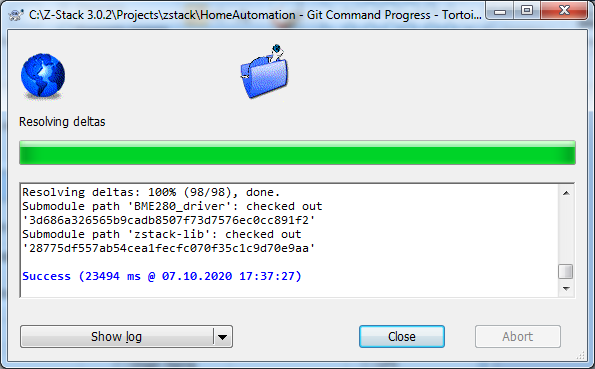 C:\Z-Stack 3.0.2\Projects\zstack\HomeAutomation - Git Command Progress - Tortoi...
Resolving deltas
Resolving deltas: 100% (98/98), done.
Submodule path 'BME280_driver': checked out
'3d686a326565b9cadb8507f73d7576ec0cc891f2'
Submodule path 'zstack-lib': checked out
'28775df557ab54cea1fecfc070f35c1c9d70e9aa'
Success (23494 ms @ 07.10.2020 17:37:27)
Show log
Close
Abort